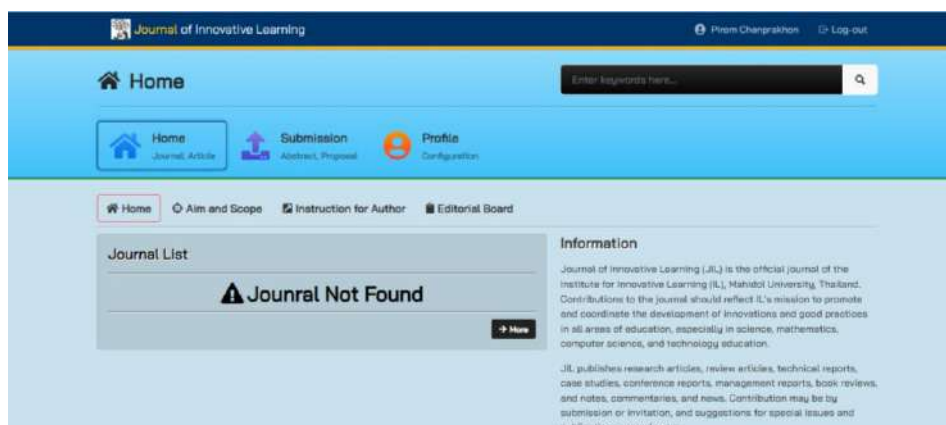 Journal of Innovative Learning
Pirom Chanprakhon
Log-out
Home
Enter keywords here...
Home
Journal, Article
Submission
Abstract, Proposal
Profile
Configuration
Home
Aim and Scope
Instruction for Author
Editorial Board
Journal List
Jounral Not Found
More
Information
Journal of Innovative Learning (JIL) is the official journal of the
Institute for Innovative Learning (IL), Mahidol University, Thailand.
Contributions to the journal should reflect IL's mission to promote
and coordinate the development of innovations and good practices
in all areas of education, especially in science, mathematics,
computer science, and technology education.
JIL publishes research articles, review articles, technical reports,
case studies, conference reports, management reports, book reviews,
and notes, commentaries, and news. Contribution may be by
submission or invitation, and suggestions for special issues and